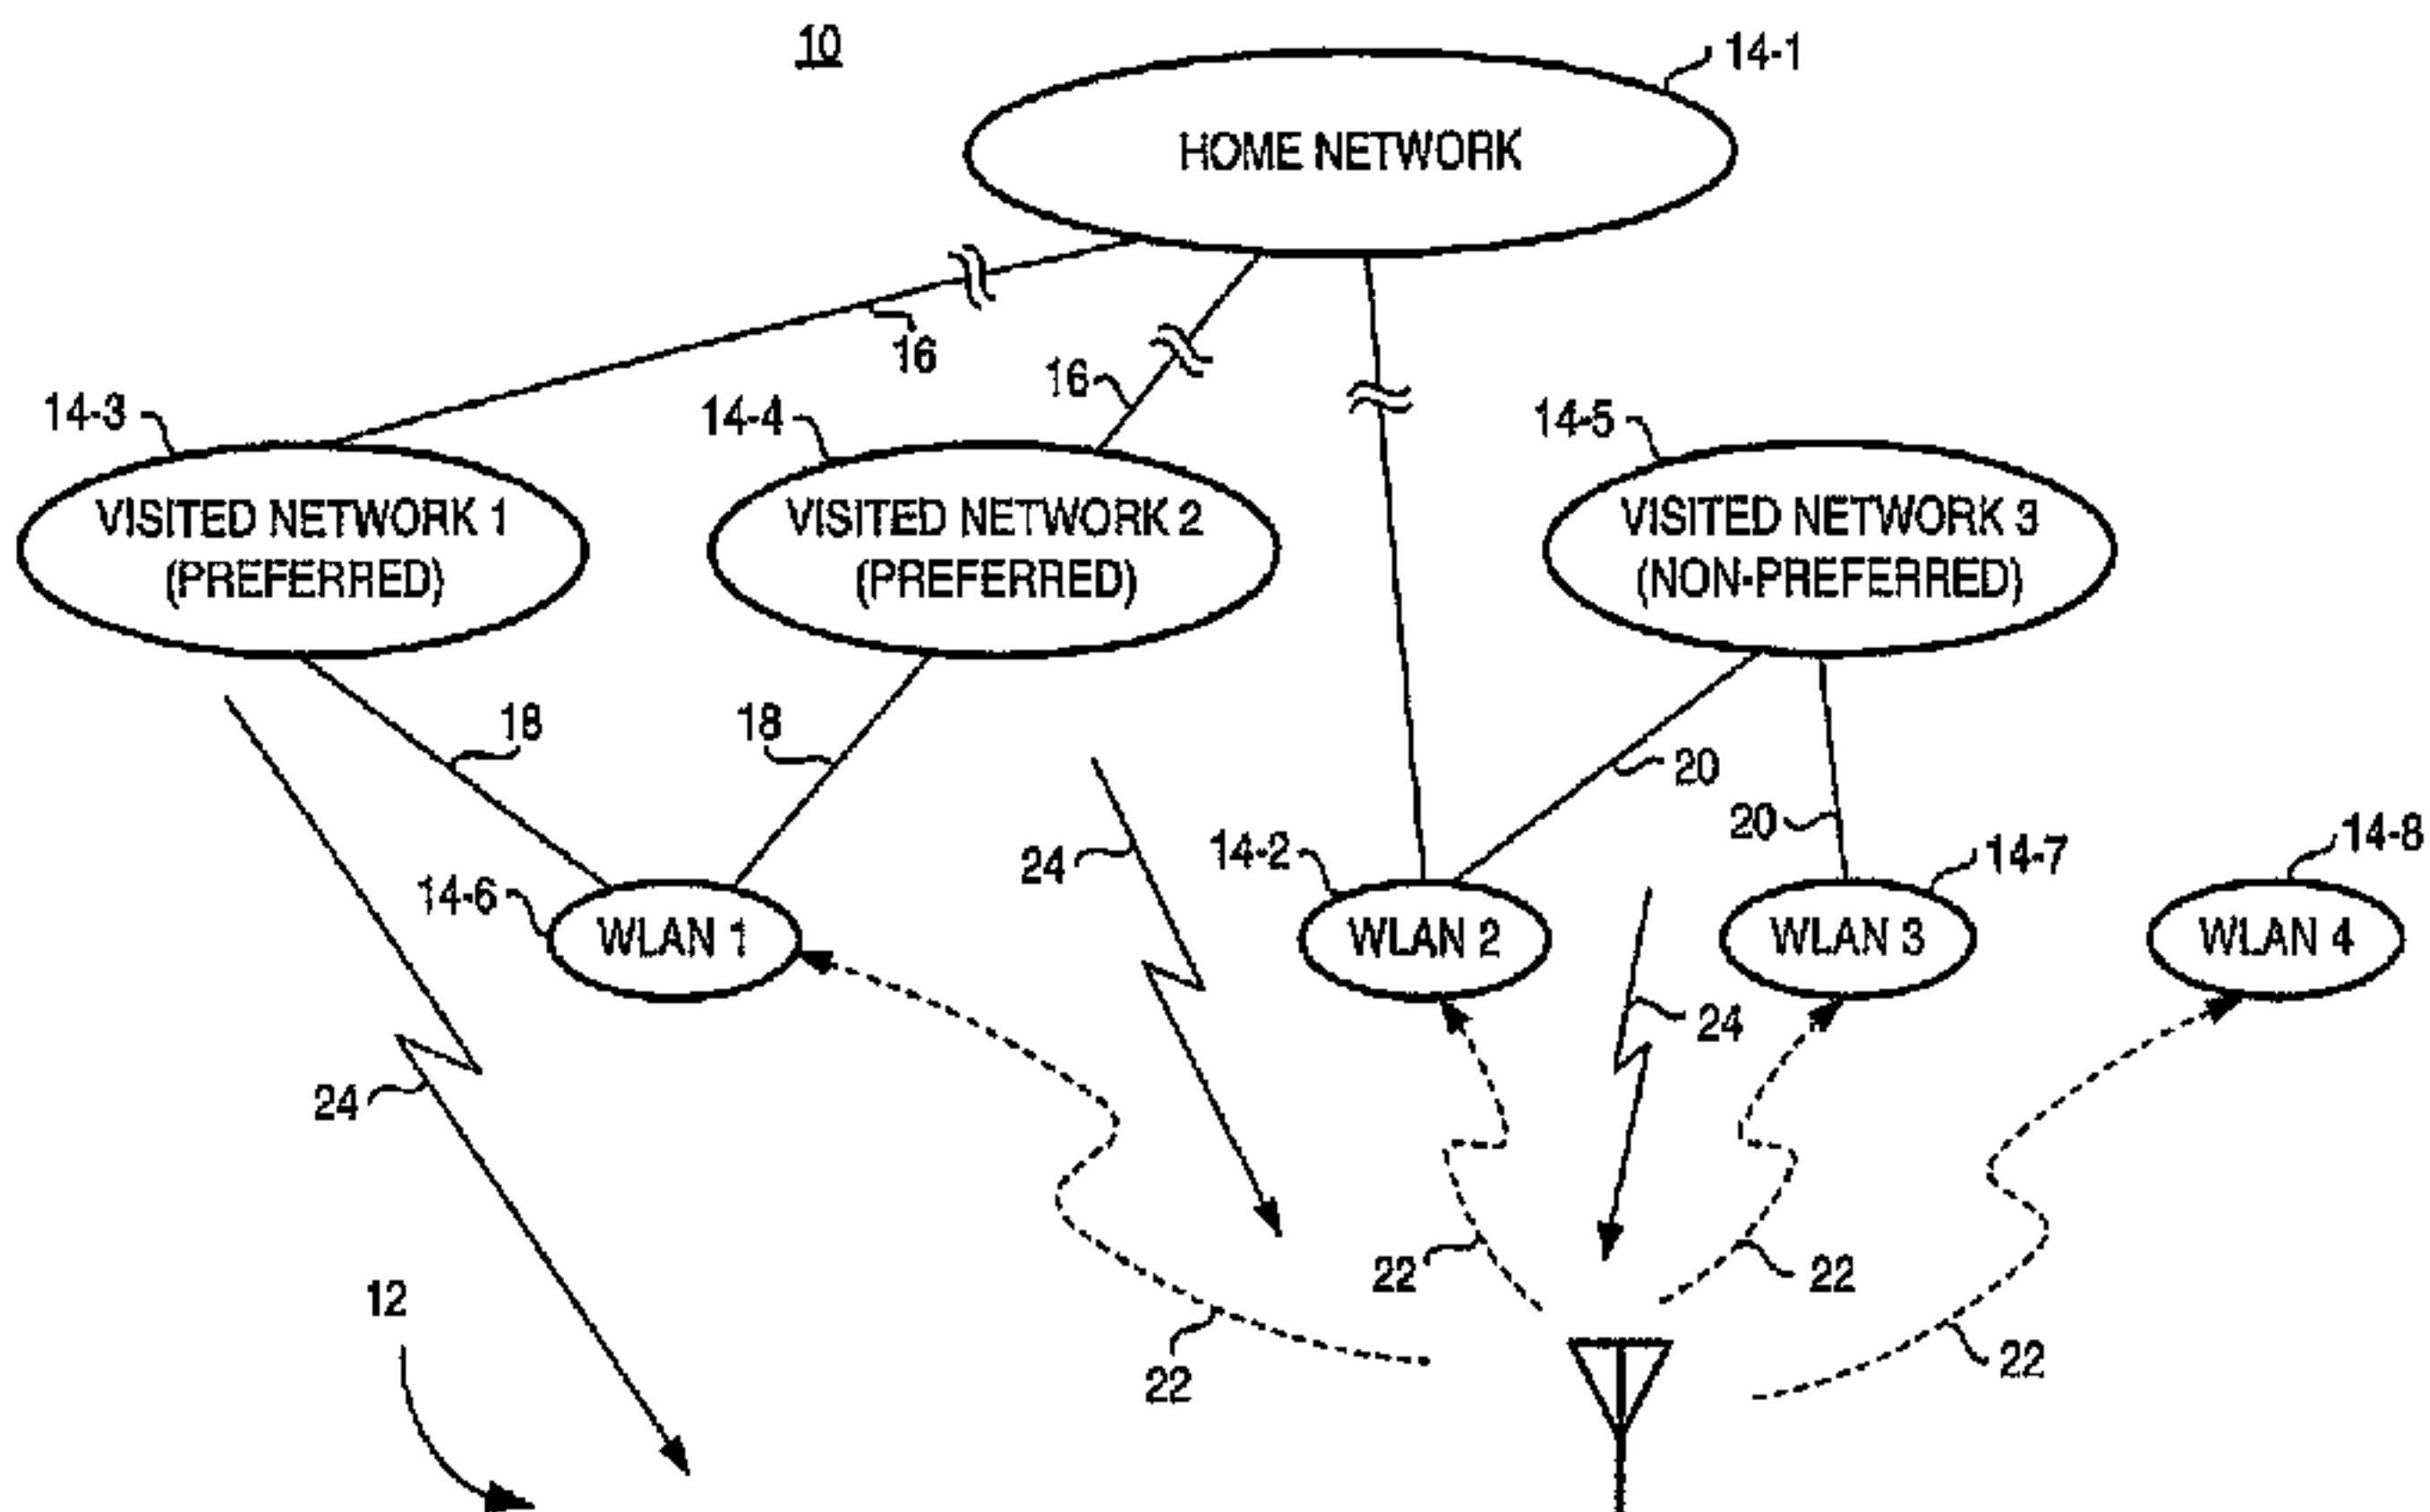 10
14-1
HOME NETWORK
16
16
14-3
14-4
14-5
VISITED NETWORK 1
(PREFERRED)
VISITED NETWORK 2
(PREFERRED)
VISITED NETWORK 3
(NON-PREFERRED)
18
18
20
20
24
14-2
14-7
14-8
14-6
WLAN 1
WLAN 2
WLAN 3
WLAN 4
24
24
22
22
12
22
22